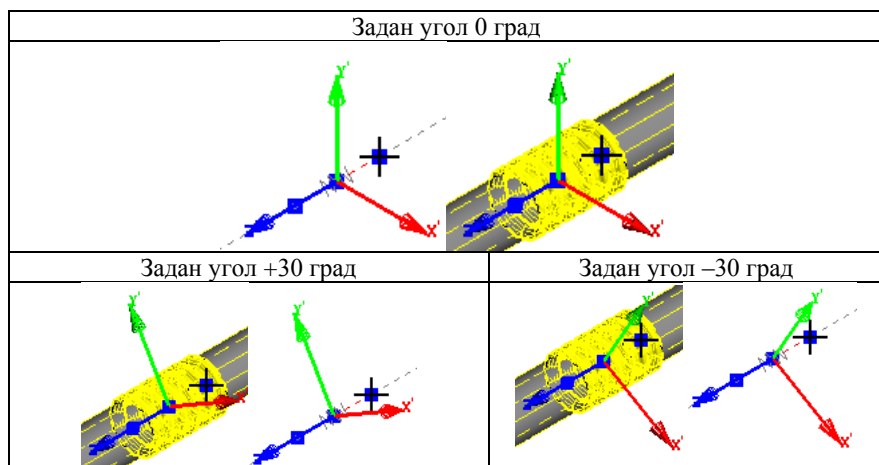 Задан угол 0 град
Y'
Y'
X'
X'
Задан угол +30 град
Задан угол –30 град
Y'
Y'
Y'
Y'
X'
X'
X'